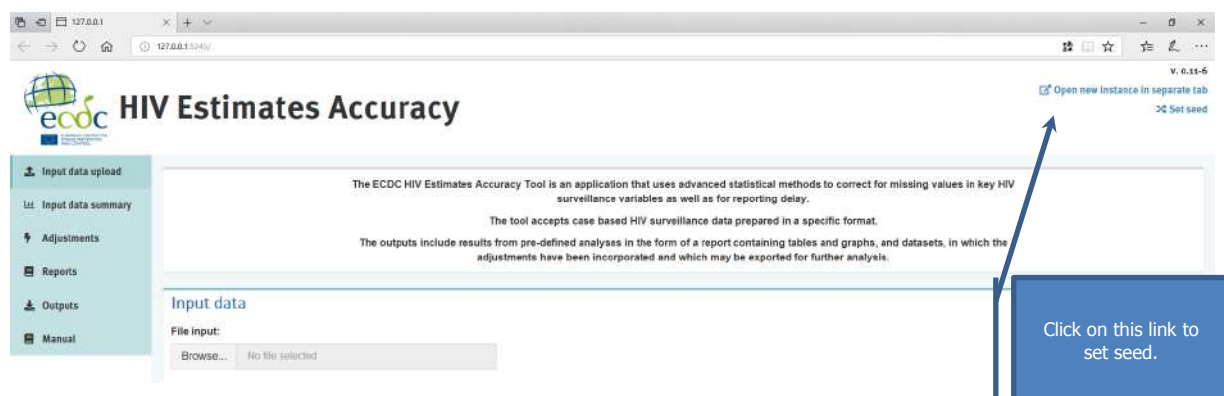 127.0.0.1
127.0.0.1:5240/
v. 0.11-6
Open new instance in separate tab
Set seed
ecdc
HIV Estimates Accuracy
Input data upload
Input data summary
Adjustments
Reports
Outputs
Manual
The ECDC HIV Estimates Accuracy Tool is an application that uses advanced statistical methods to correct for missing values in key HIV
surveillance variables as well as for reporting delay.
The tool accepts case based HIV surveillance data prepared in a specific format.
The outputs include results from pre-defined analyses in the form of a report containing tables and graphs, and datasets, in which the
adjustments have been incorporated and which may be exported for further analysis.
Input data
File input:
Browse...
No file selected
Click on this link to
set seed.